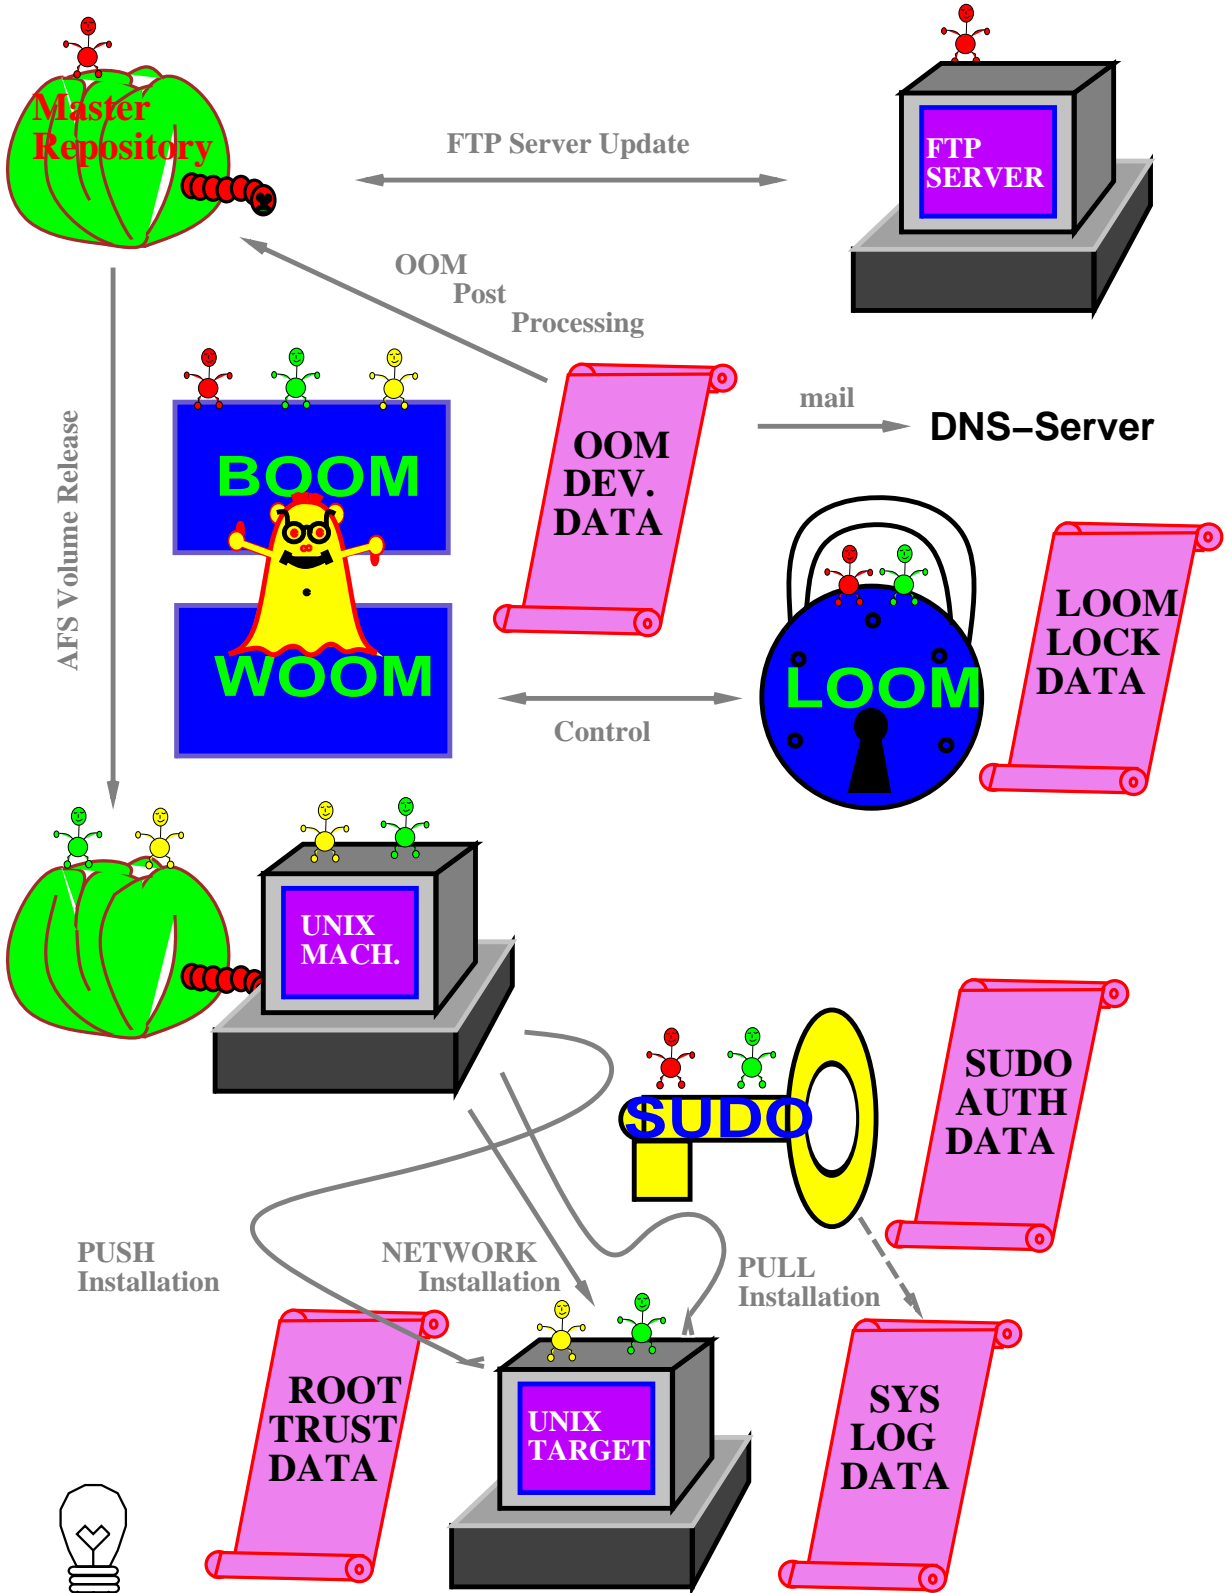 Master
Repository
FTP Server Update
FTP
SERVER
OOM
Post
Processing
AFS Volume Release
BOOM
WOOM
OOM
DEV.
DATA
mail
DNS–Server
LOOM
LOOM
LOCK
DATA
Control
UNIX
MACH.
SUDO
SUDO
AUTH
DATA
PUSH
Installation
NETWORK
Installation
PULL
Installation
ROOT
TRUST
DATA
UNIX
TARGET
SYS
LOG
DATA